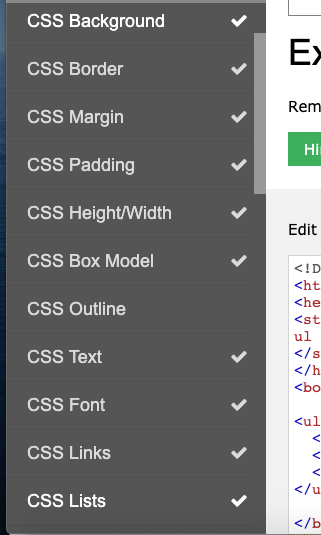 CSS Background
CSS Border
CSS Margin
CSS Padding
CSS Height/Width
CSS Box Model
CSS Outline
CSS Text
CSS Font
CSS Links
CSS Lists
Ex
Rem
Hi
Edit
<!D
<ht
<he
<st
ul
</s
</h
<bo
<ul
<
<
<
</u
</b